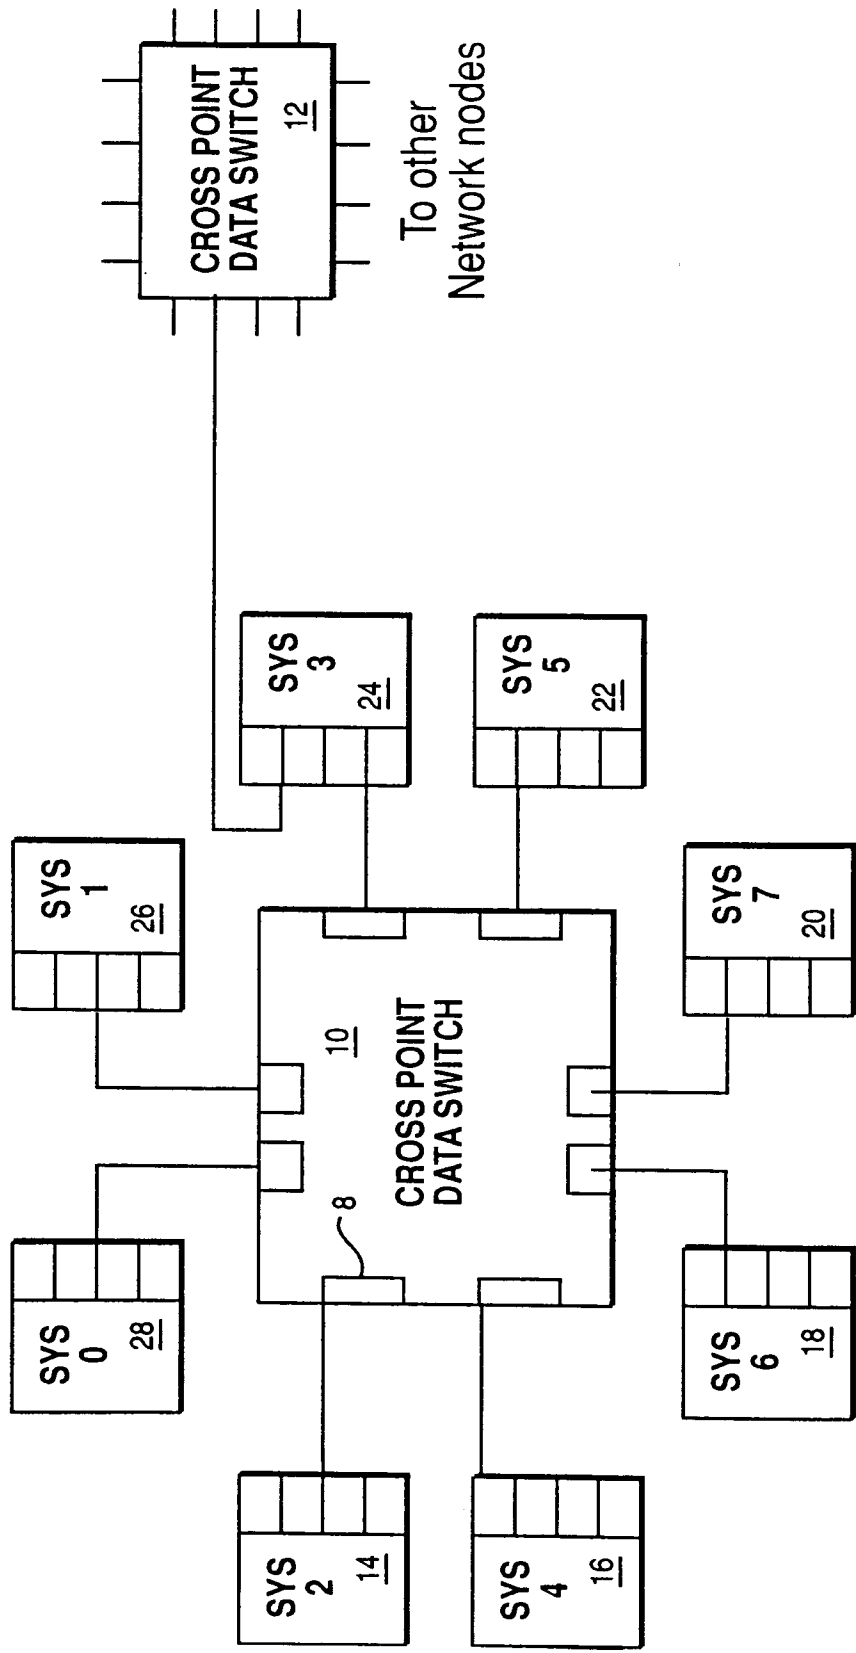 SYS
0
28
SYS
1
26
CROSS POINT
DATA SWITCH
12
To other
Network nodes
SYS
2
14
8
10
CROSS POINT
DATA SWITCH
SYS
3
24
SYS
4
16
SYS
5
22
SYS
6
18
SYS
7
20